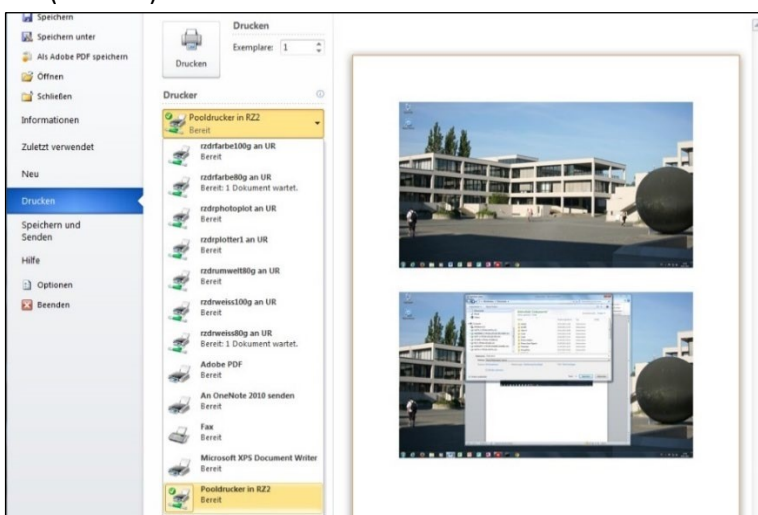 Speichern
Speichern unter
Als Adobe PDF speichern
Öffnen
Schließen
Informationen
Zuletzt verwendet
Neu
Drucken
Speichern und
Senden
Hilfe
Optionen
Beenden
Drucken
Drucken
Exemplare: 1
Drucker
Pooldrucker in RZ2
Bereit
rzdrfarbe100g an UR
Bereit
rzdrfarbe80g an UR
Bereit: 1 Dokument wartet.
rzdrphotoplot an UR
Bereit
rzdrplotter1 an UR
Bereit
rzdrumwelt80g an UR
Bereit
rzdrweiss100g an UR
Bereit
rzdrweiss80g an UR
Bereit: 1 Dokument wartet.
Adobe PDF
Bereit
An OneNote 2010 senden
Bereit
Fax
Bereit
Microsoft XPS Document Writer
Bereit
Pooldrucker in RZ2
Bereit